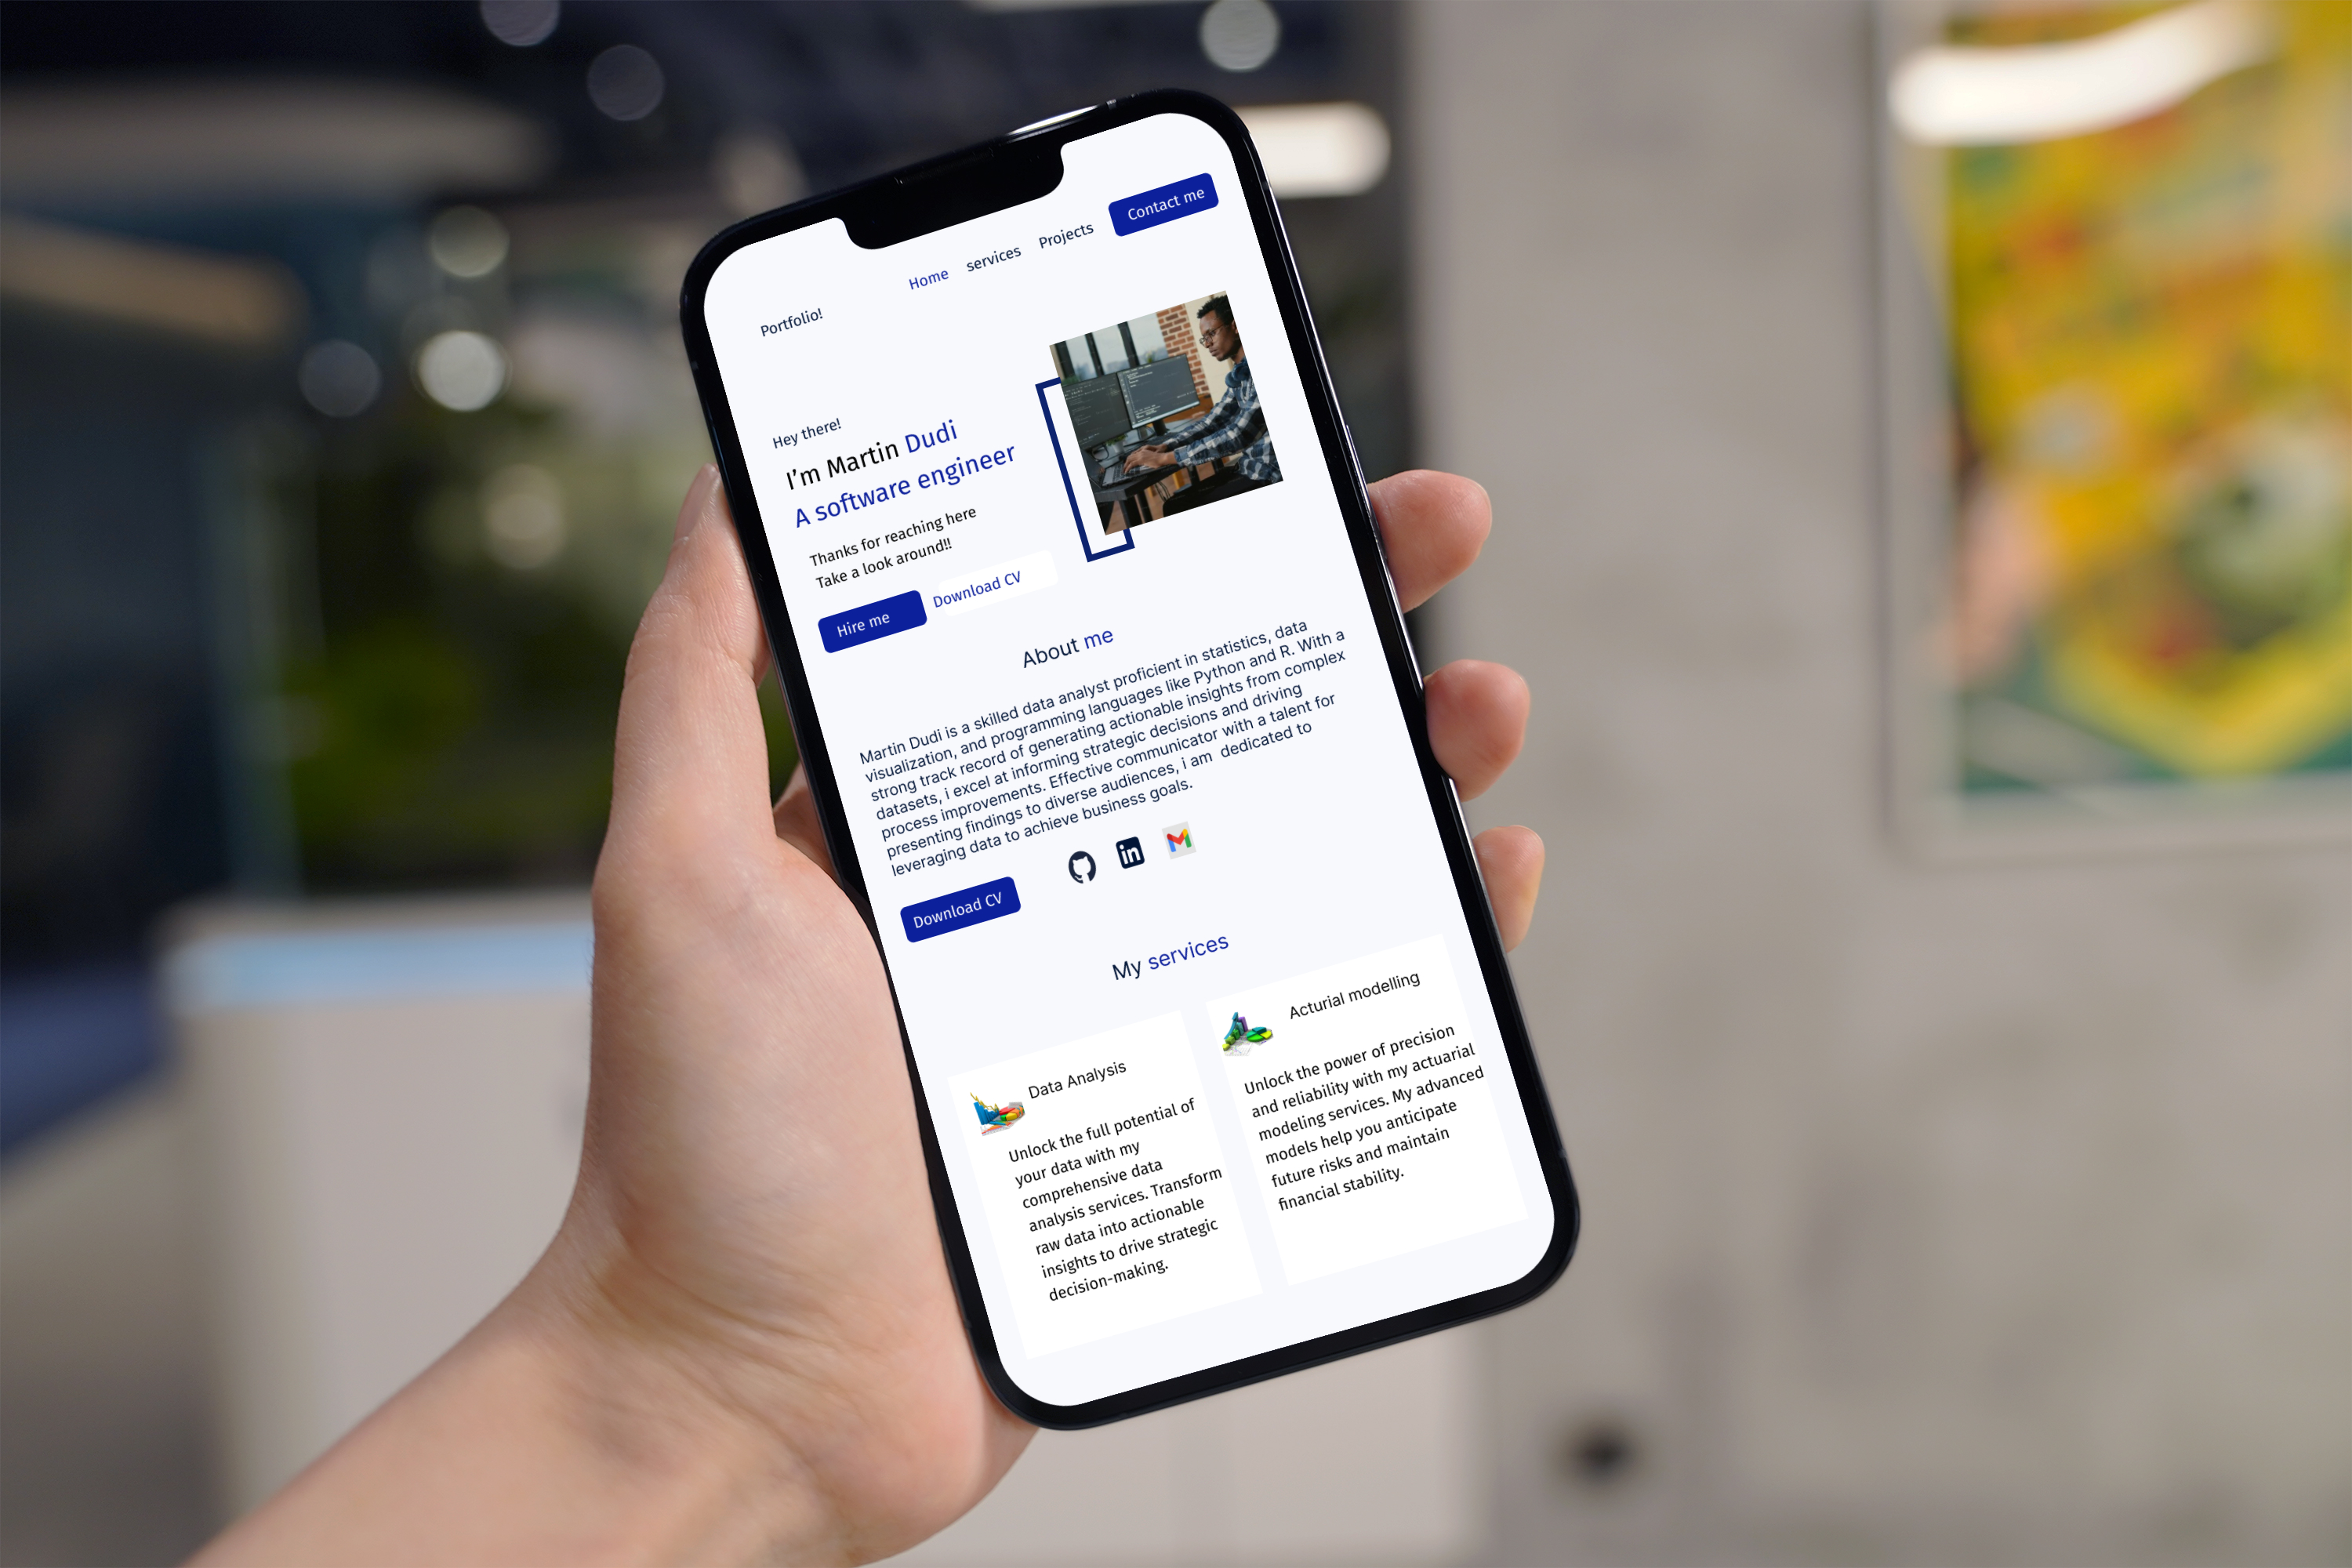 Home services Projects Contact me
Portfolio!
Hey there!
I'm Martin Dudi
A software engineer
Thanks for reaching here
Take a look around!!
Hire me Download CV
About me
Martin Dudi is a skilled data analyst proficient in statistics, data
visualization, and programming languages like Python and R. With a
strong track record of generating actionable insights from complex
datasets, i excel at informing strategic decisions and driving
process improvements. Effective communicator with a talent for
presenting findings to diverse audiences, i am  dedicated to
leveraging data to achieve business goals.
in
Download CV
My services
Data Analysis
Unlock the full potential of
your data with my
comprehensive data
analysis services. Transform
raw data into actionable
insights to drive strategic
decision-making.
Acturial modelling
Unlock the power of precision
and reliability with my actuarial
modeling services. My advanced
models help you anticipate
future risks and maintain
financial stability.